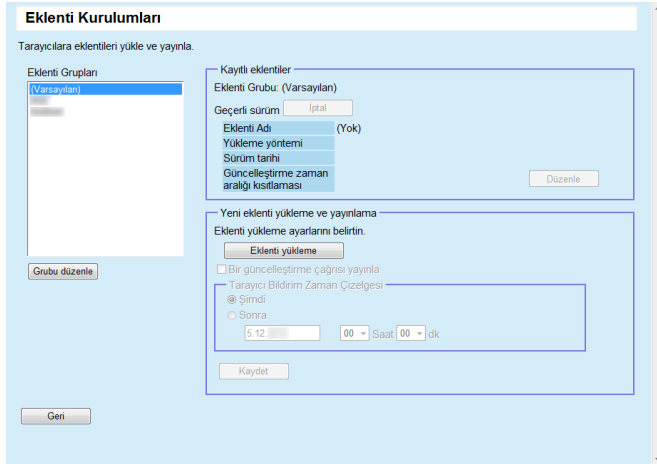 Eklenti Kurulumları
Tarayıcılara eklentileri yükle ve yayınla.
Eklenti Grupları
(Varsayılan)
Grubu düzenle
Kayıtlı eklentiler
Eklenti Grubu: (Varsayılan)
Geçerli sürüm İptal
Eklenti Adı (Yok)
Yükleme yöntemi
Sürüm tarihi
Güncelleştirme zaman
aralığı kısıtlaması
Düzenle
Yeni eklenti yükleme ve yayınlama
Eklenti yükleme ayarlarını belirtin.
Eklenti yükleme
Bir güncelleştirme çağrısı yayınla
Tarayıcı Bildirim Zaman Çizelgesi
Şimdi
Sonra
5.12. 00 Saat 00 dk
Kaydet
Geri